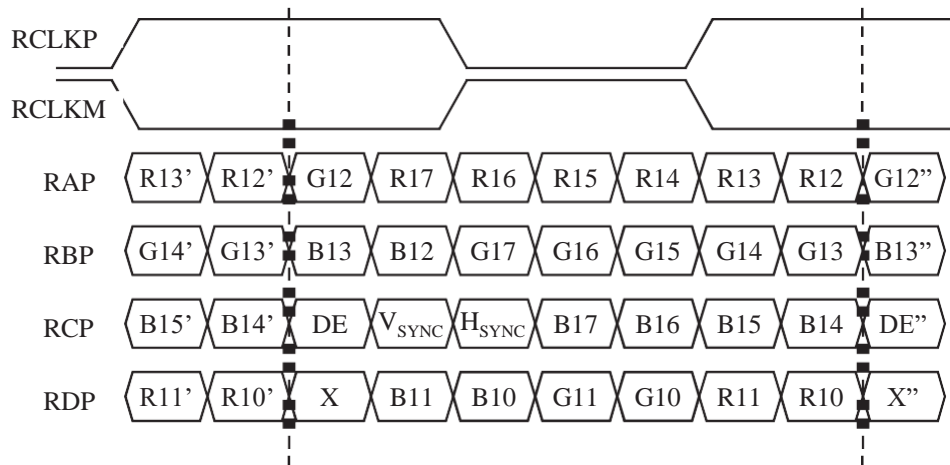 RCLKP
RCLKM
RAP R13’ R12’ G12 R17 R16 R15 R14 R13 R12 G12”
RBP G14’ G13’ B13 B12 G17 G16 G15 G14 G13 B13”
RCP B15’ B14’ DE VSYNC HSYNC B17 B16 B15 B14 DE”
RDP R11’ R10’ X B11 B10 G11 G10 R11 R10 X”